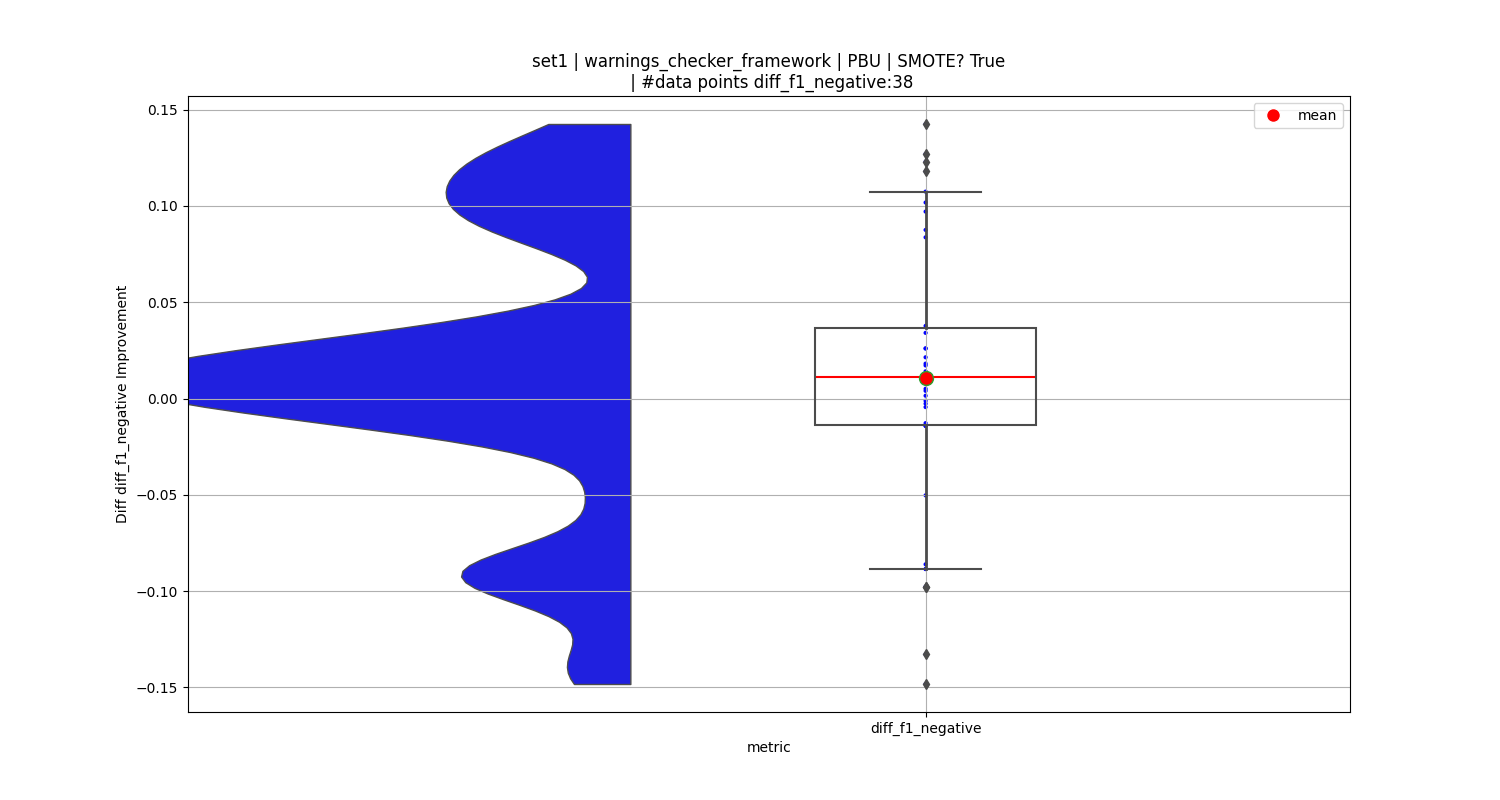 set1 | warnings_checker_framework | PBU | SMOTE? True
| #data points diff_f1_negative:38
mean
0.15
0.10
0.05
0.00
−0.05
−0.10
−0.15
Diff diff_f1_negative Improvement
diff_f1_negative
metric